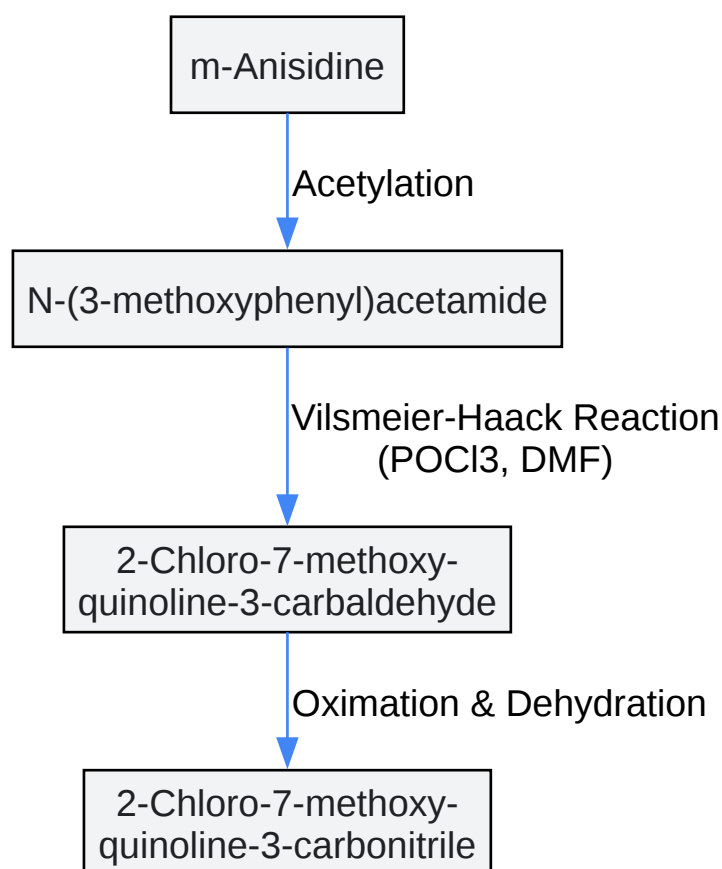 m-Anisidine
Acetylation
N-(3-methoxyphenyl)acetamide
Vilsmeier-Haack Reaction
(POCl3, DMF)
2-Chloro-7-methoxy-
quinoline-3-carbaldehyde
Oximation & Dehydration
2-Chloro-7-methoxy-
quinoline-3-carbonitrile